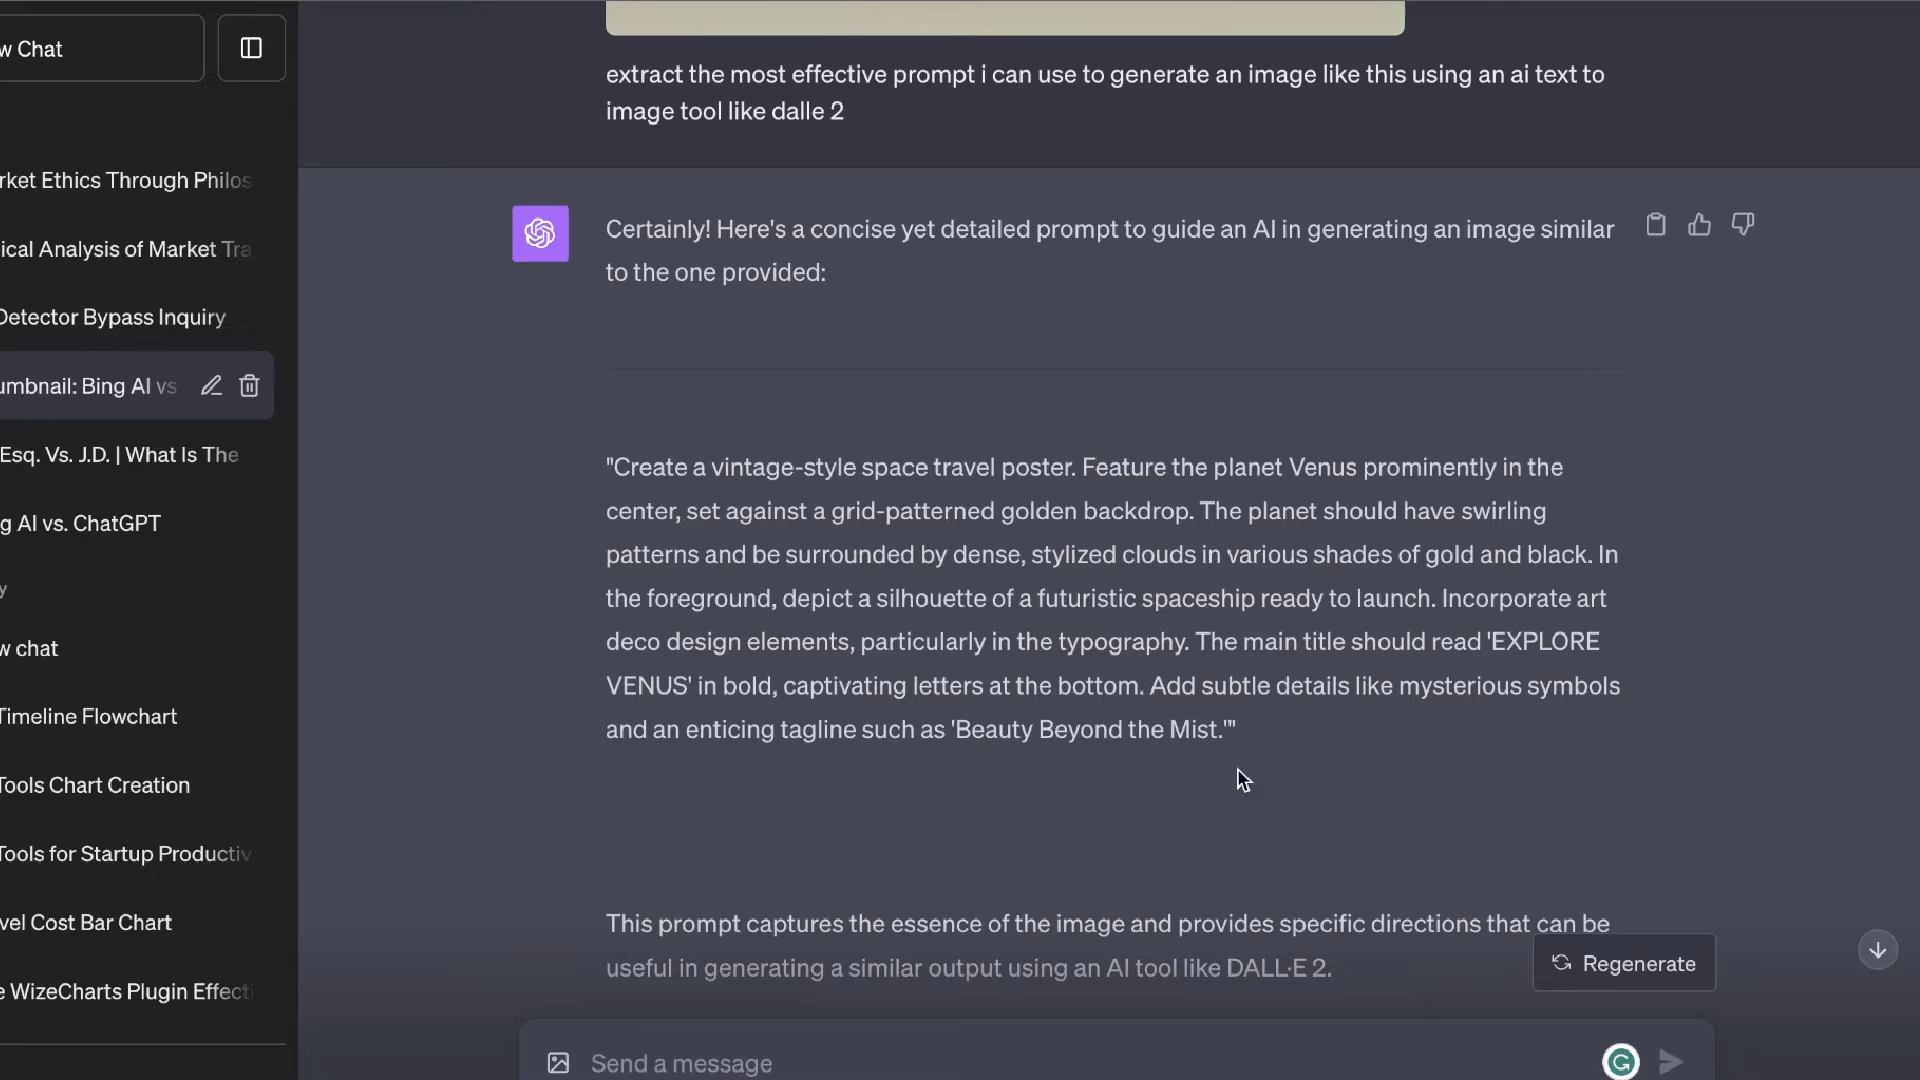 w Chat
rket Ethics Through Philos
ical Analysis of Market Tra
Detector Bypass Inquiry
umbnail: Bing AI vs
Esq. Vs. J.D. | What Is The
g AI vs. ChatGPT
y
w chat
Timeline Flowchart
Tools Chart Creation
Tools for Startup Productiv
vel Cost Bar Chart
e WizeCharts Plugin Effect
extract the most effective prompt i can use to generate an image like this using an ai text to
image tool like dalle 2
Certainly! Here's a concise yet detailed prompt to guide an AI in generating an image similar
to the one provided:
"Create a vintage-style space travel poster. Feature the planet Venus prominently in the
center, set against a grid-patterned golden backdrop. The planet should have swirling
patterns and be surrounded by dense, stylized clouds in various shades of gold and black. In
the foreground, depict a silhouette of a futuristic spaceship ready to launch. Incorporate art
deco design elements, particularly in the typography. The main title should read 'EXPLORE
VENUS' in bold, captivating letters at the bottom. Add subtle details like mysterious symbols
and an enticing tagline such as 'Beauty Beyond the Mist.'"
This prompt captures the essence of the image and provides specific directions that can be
useful in generating a similar output using an AI tool like DALL·E 2.
Regenerate
Send a message